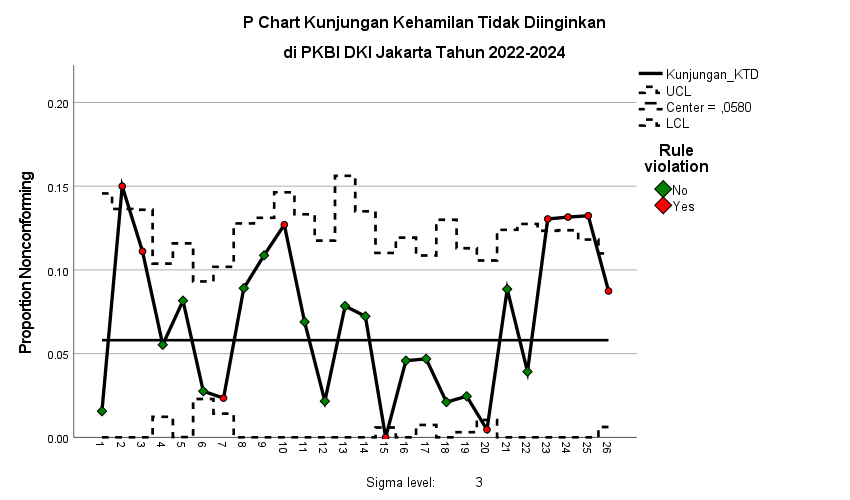 P Chart Kunjungan Kehamilan Tidak Diinginkan
di PKBI DKI Jakarta Tahun 2022-2024
Kunjungan_KTD
UCL
Center = ,0580
LCL
Rule
violation
No
Yes
Proportion Nonconforming
0.20
0.15
0.10
0.05
0.00
1 2 3 4 5 6 7 8 9 10 11 12 13 14 15 16 17 18 19 20 21 22 23 24 25 26
Sigma level: 3